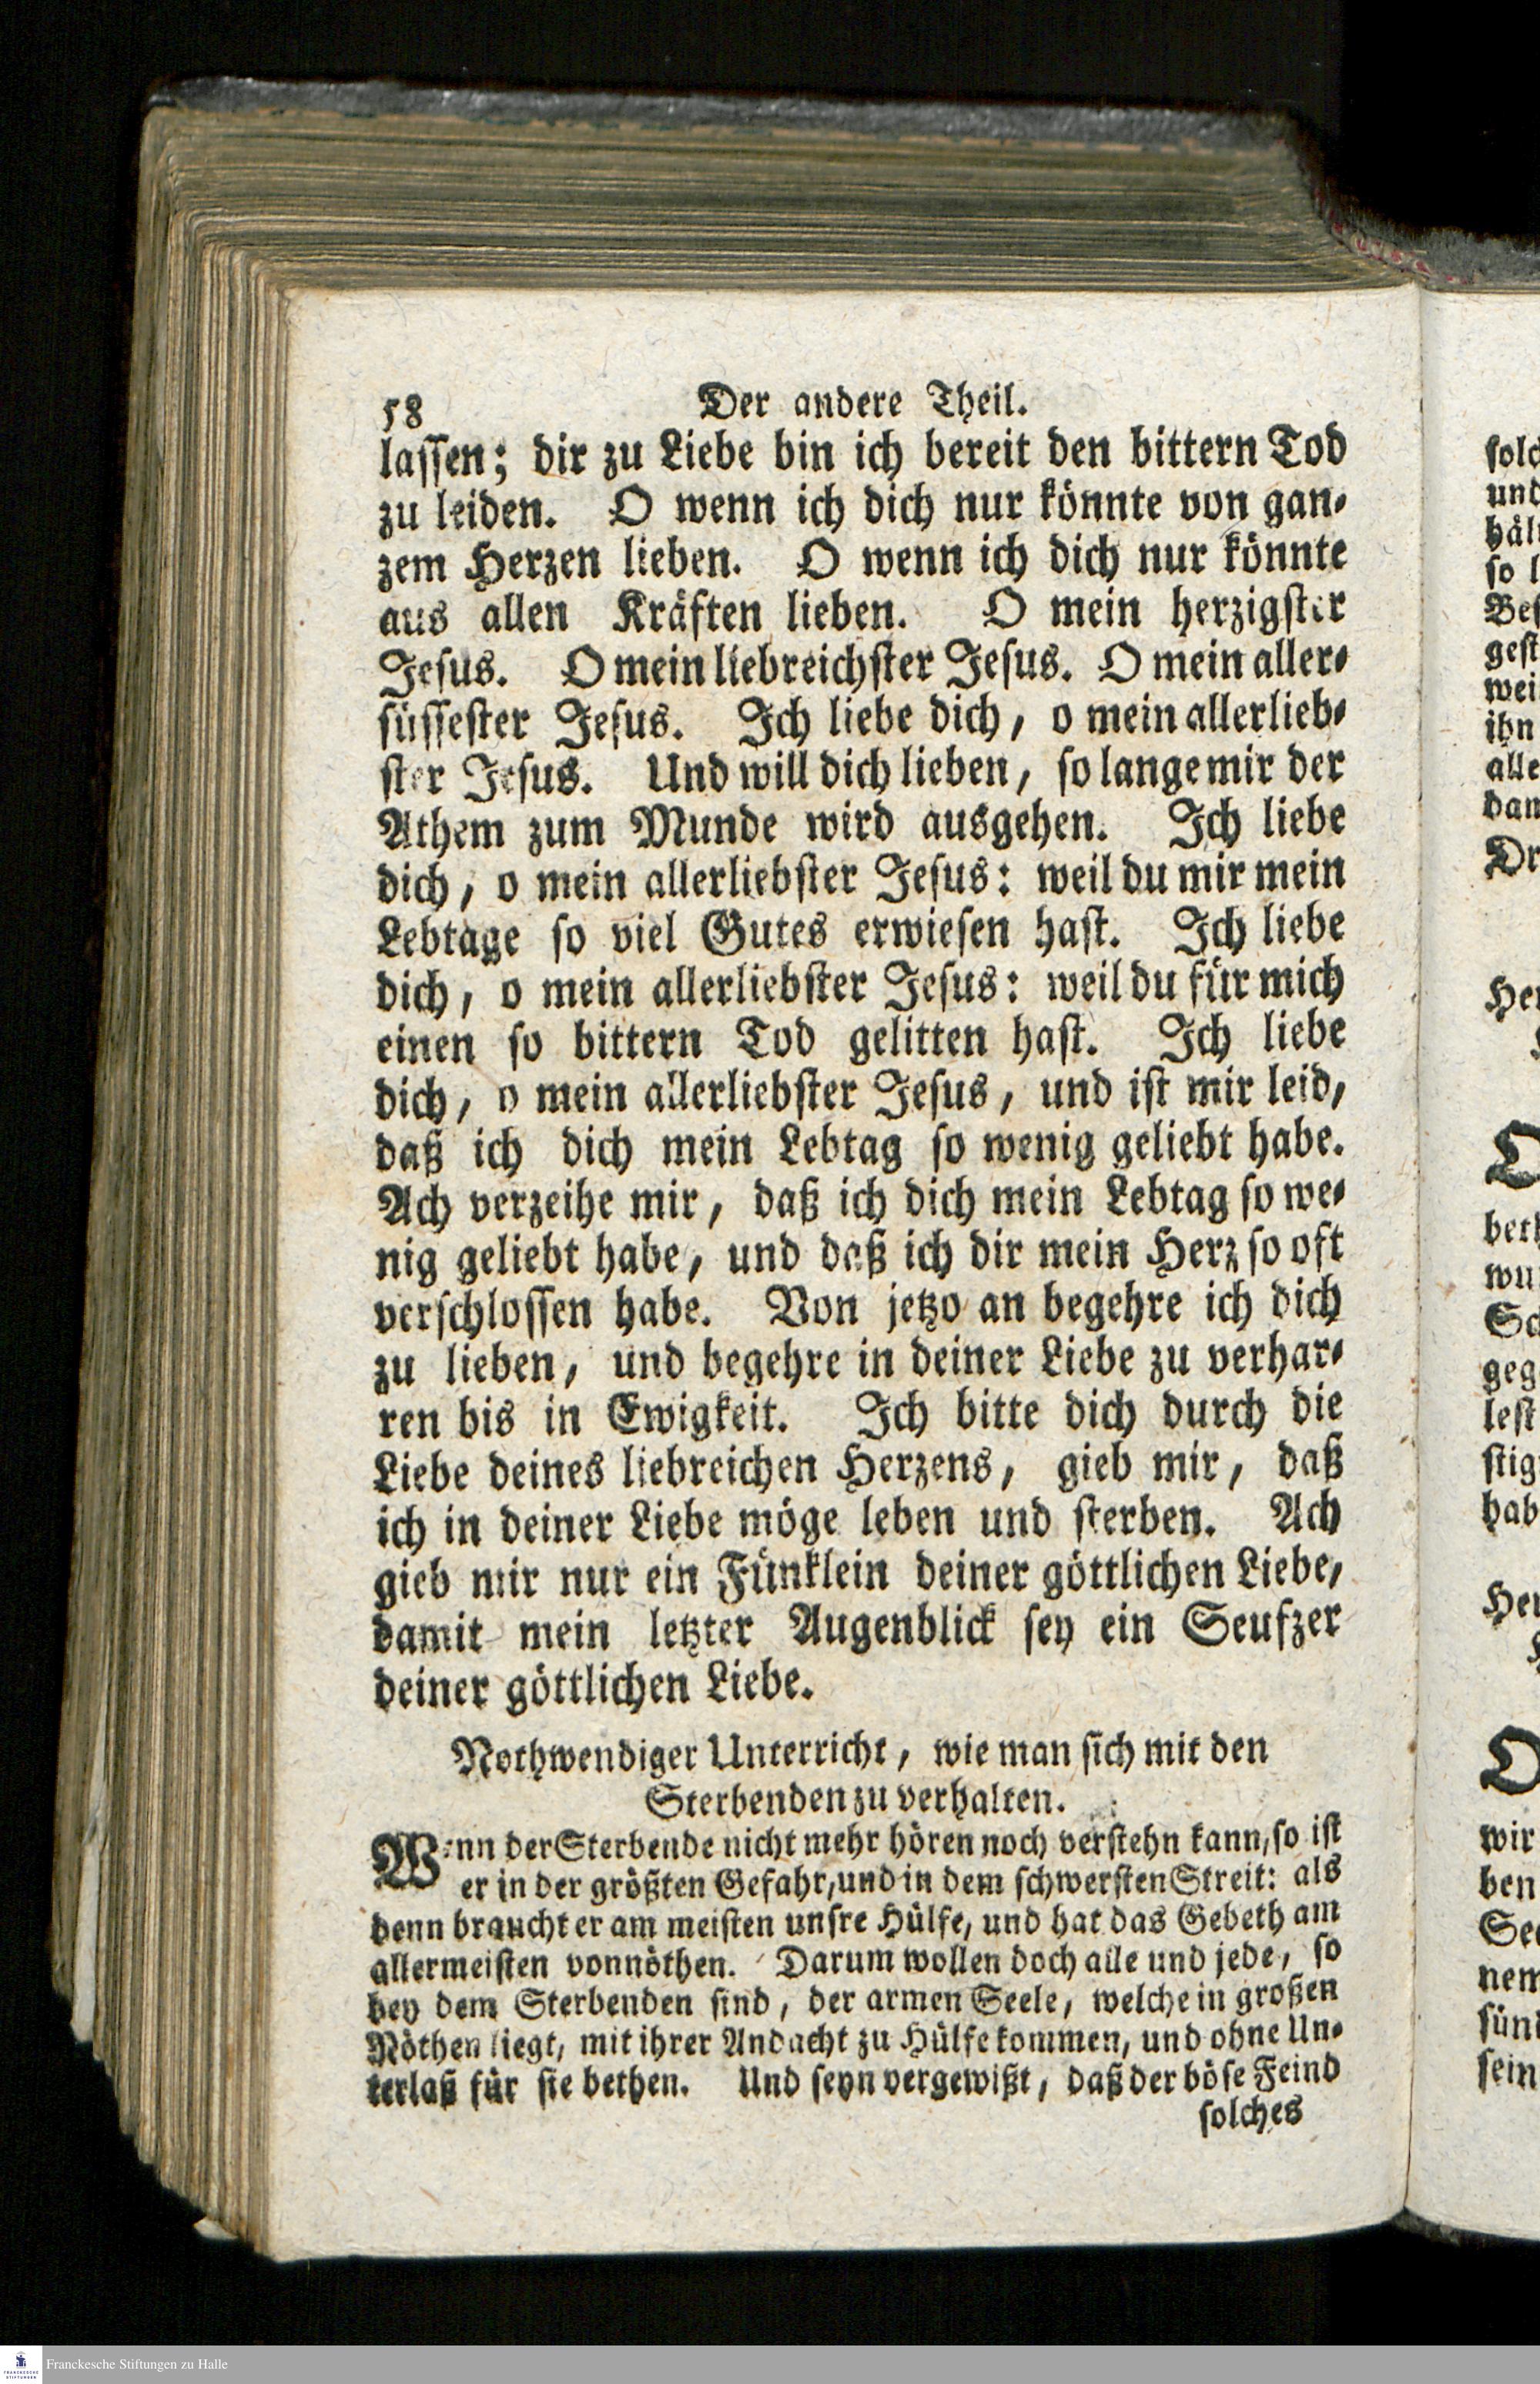 58 Der andere Theil.
lassen; dir zu Liebe bin ich bereit den bittern Tod
zu leiden. O wenn ich dich nur könnte von gan-
zem Herzen lieben. O wenn ich dich nur könnte
aus allen Kräften lieben. O mein herzigster
Jesus. O mein liebreichster Jesus. O mein aller-
süssester Jesus. Ich liebe dich, o mein allerlieb-
ster Jesus. Und will dich lieben, so lange mir der
Athem zum Munde wird ausgehen. Ich liebe
dich, o mein allerliebster Jesus: weil du mir mein
Lebtage so viel Gutes erwiesen hast. Ich liebe
dich, o mein allerliebster Jesus: weil du für mich
einen so bittern Tod gelitten hast. Ich liebe
dich, o mein allerliebster Jesus, und ist mir leid,
daß ich dich mein Lebtag so wenig geliebt habe.
Ach verzeihe mir, daß ich dich mein Lebtag so we-
nig geliebt habe, und daß ich dir mein Herz so oft
verschlossen habe. Von jetzo an begehre ich dich
zu lieben, und begehre in deiner Liebe zu verhar-
ren bis in Ewigkeit. Ich bitte dich durch die
Liebe deines liebreichen Herzens, gieb mir, daß
ich in deiner Liebe möge leben und sterben. Ach
gieb mir nur ein Fünklein deiner göttlichen Liebe,
damit mein letzter Augenblick sey ein Seufzer
deiner göttlichen Liebe.
Nothwendiger Unterricht, wie man sich mit den
Sterbenden zu verhalten.
Wenn der Sterbende nicht mehr hören noch verstehn kann, so ist
er in der größten Gefahr, und in dem schwersten Streit: als
denn braucht er am meisten unsre Hülfe, und hat das Gebeth am
allermeisten vonnöthen. Darum wollen doch alle und jede, so
bey dem Sterbenden sind, der armen Seele, welche in großen
Nöthen liegt, mit ihrer Andacht zu Hülfe kommen, und ohne Un-
terlaß für sie bethen. Und seyn vergewißt, daß der böse Feind
solches
Franckesche Stiftungen zu Halle